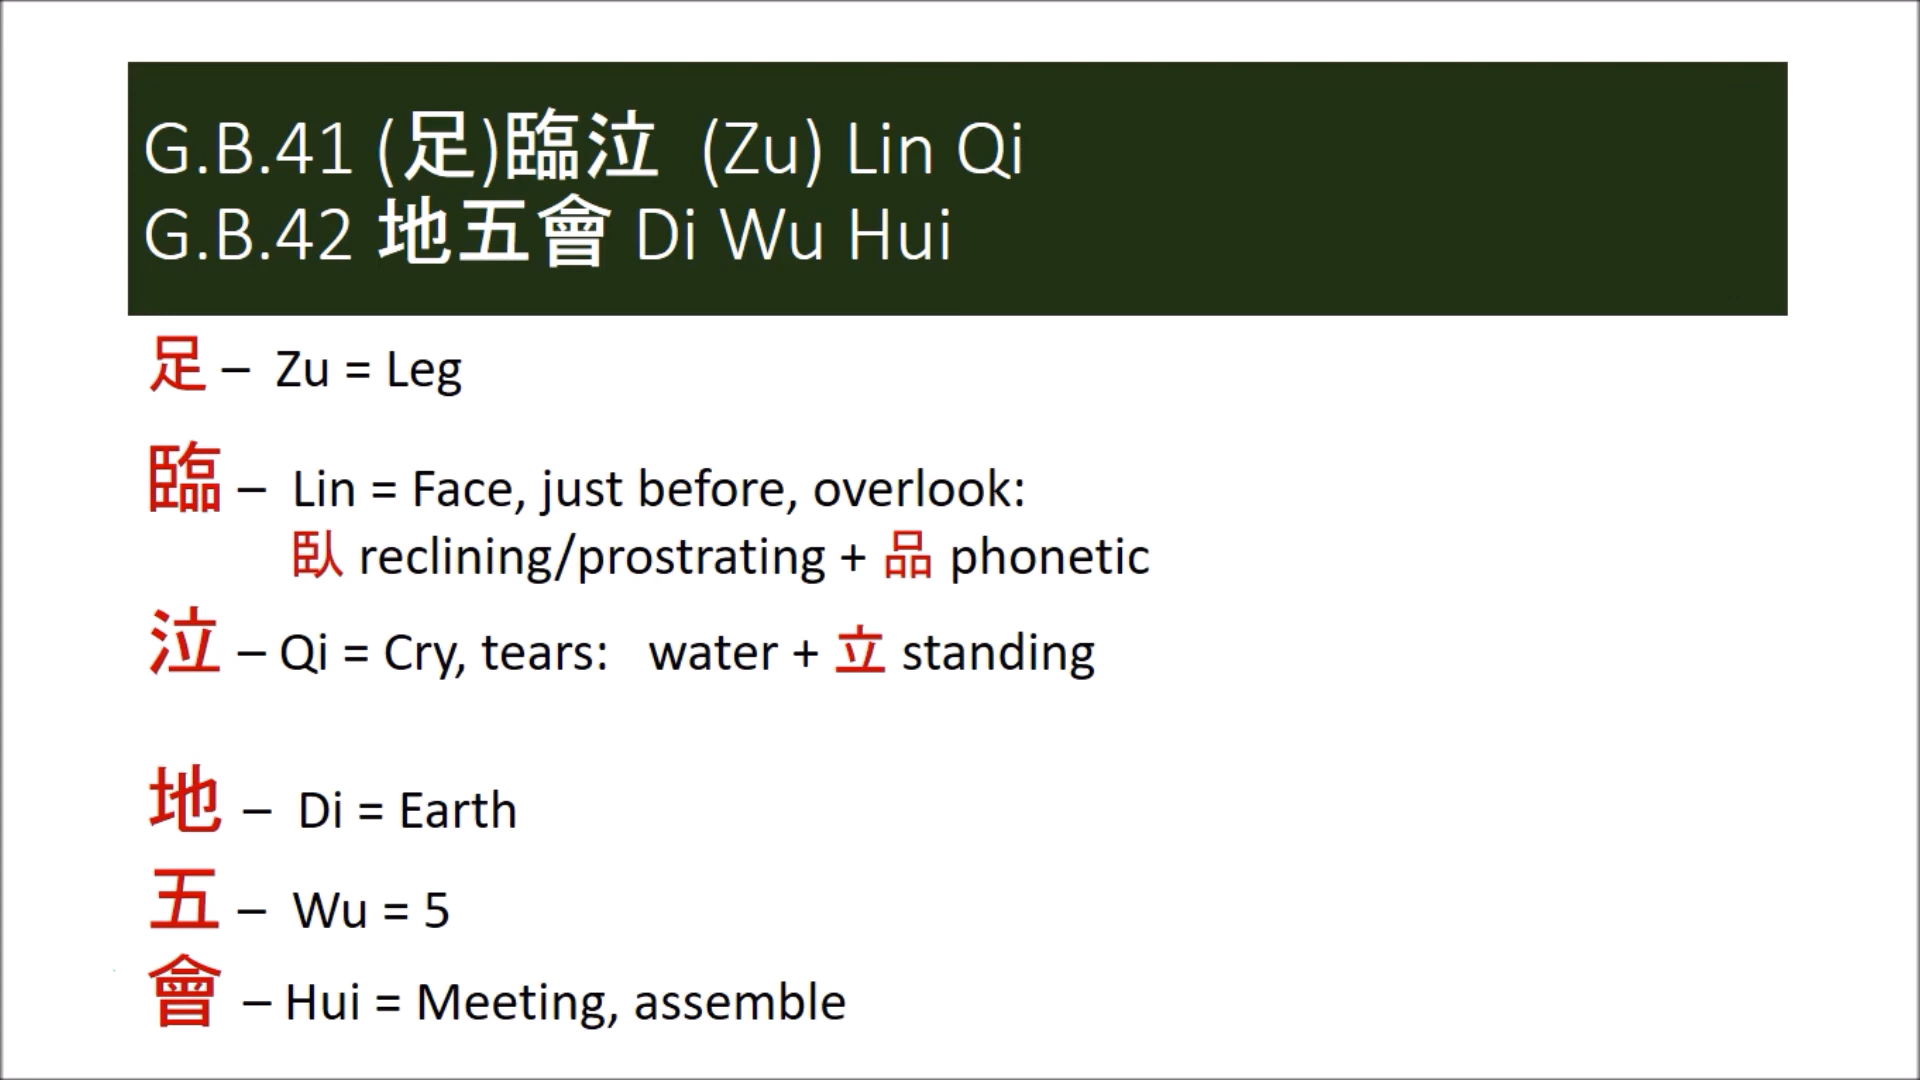 G.B.41 (足)臨泣 (Zu) Lin Qi
G.B.42 地五會 Di Wu Hui
足 – Zu = Leg
臨 – Lin = Face, just before, overlook:
臥 reclining/prostrating + 品 phonetic
泣 – Qi = Cry, tears: water + 立 standing
地 – Di = Earth
五 – Wu = 5
會 – Hui = Meeting, assemble